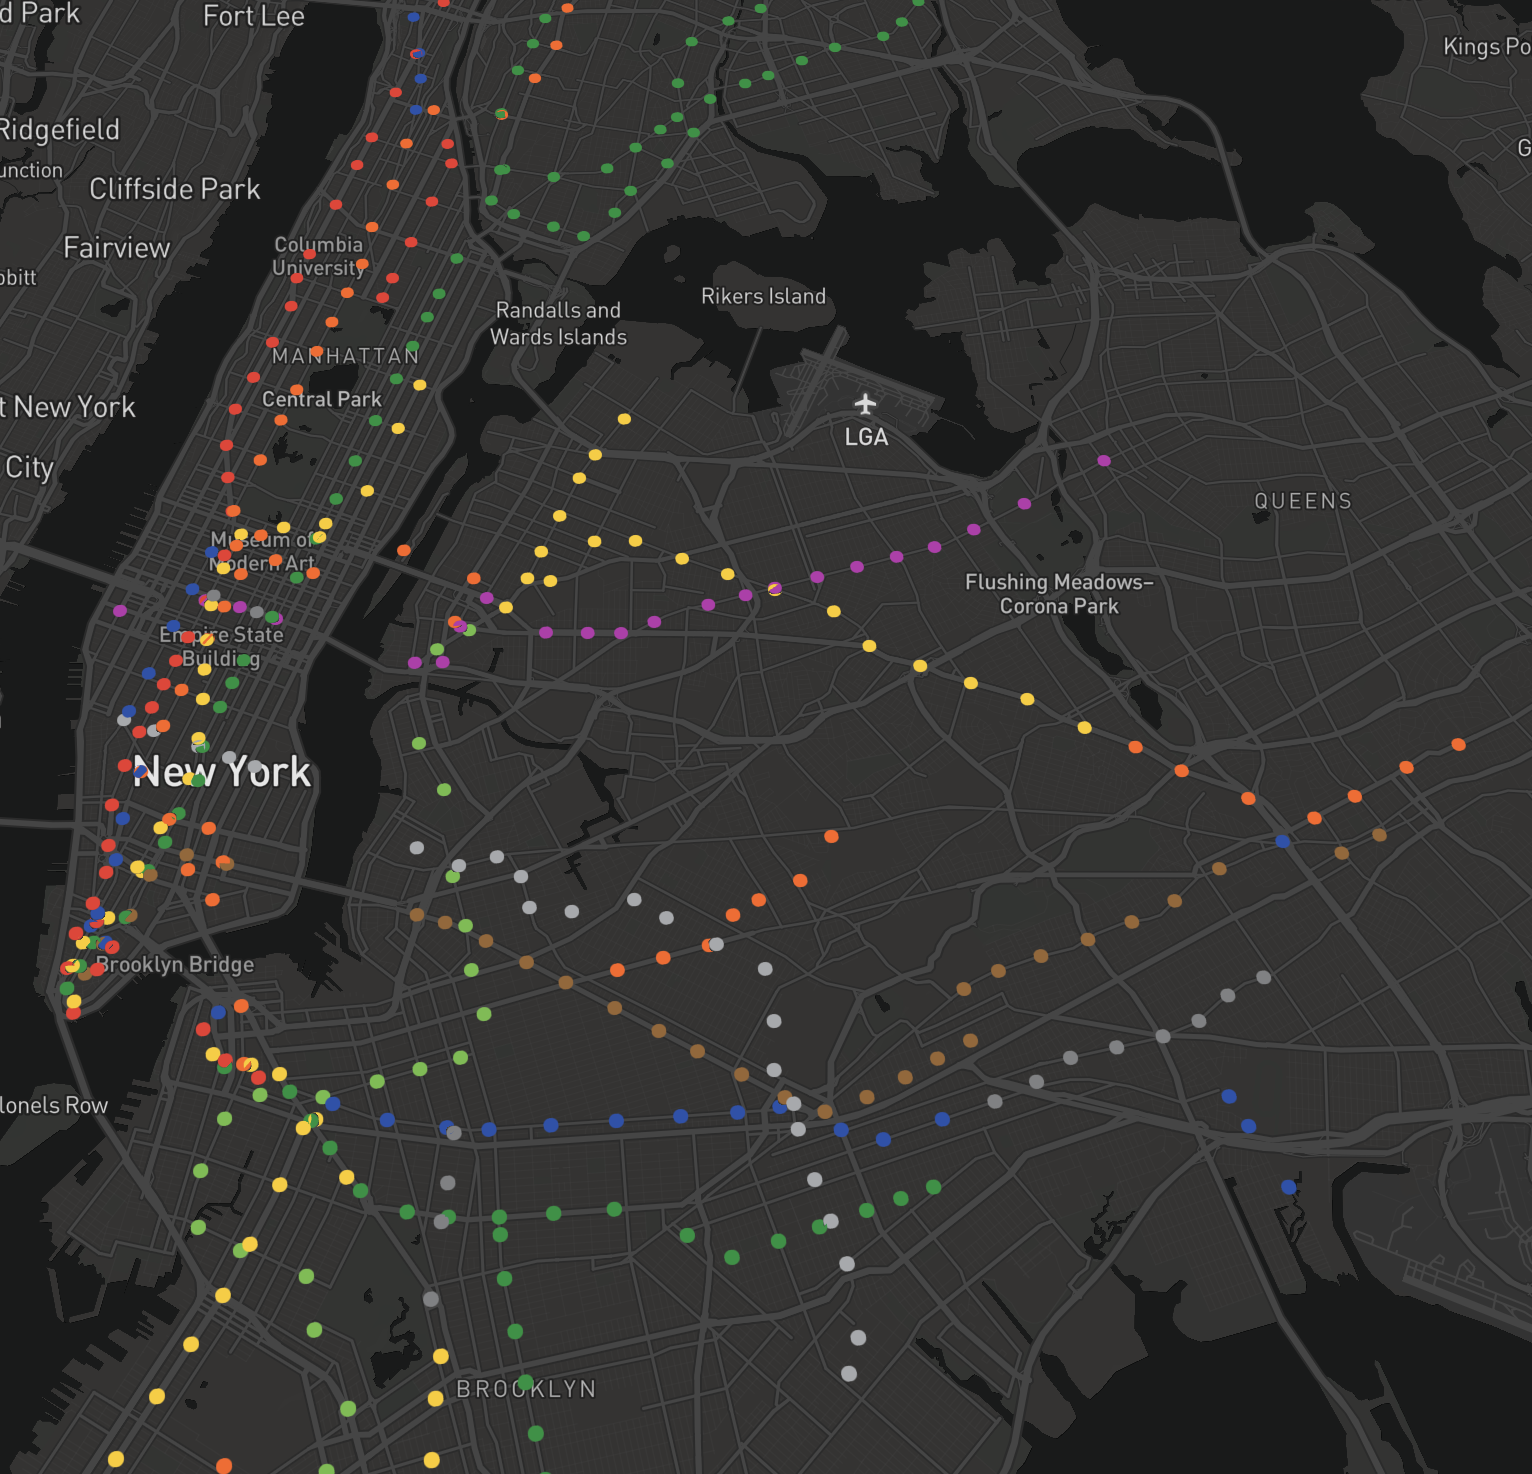 d Park
Fort Lee
Kings Po
Ridgefield
unction
G
Cliffside Park
Columbia
University
Fairview
bbitt
Randalls and
Wards Islands
Rikers Island
MANHATTAN
Central Park
t New York
LGA
City
QUEENS
Museum of
Modern Art
Flushing Meadows–
Corona Park
Empire State
Building
New York
Brooklyn Bridge
lonels Row
BROOKLYN